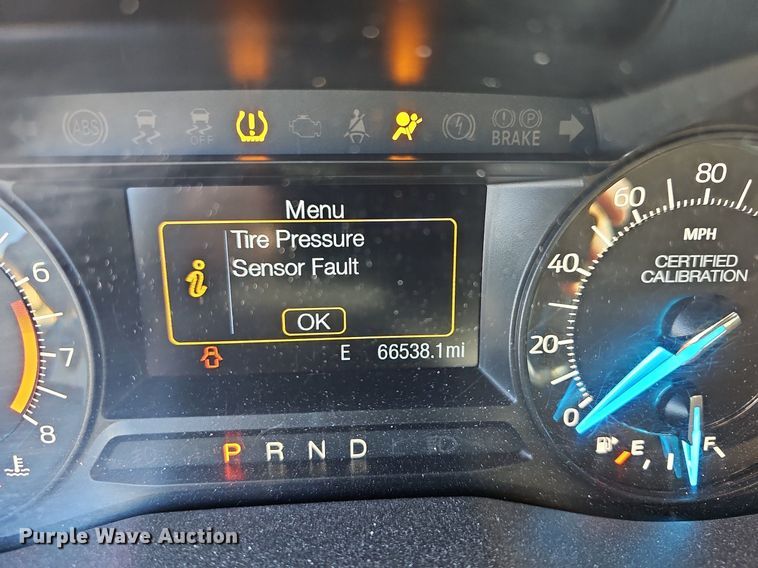 ABS
OFF
BRAKE
P
Menu
Tire Pressure
Sensor Fault
i
OK
E 66538.1mi
6
7
8
P R N D
0
20
40
60
80
MPH
CERTIFIED
CALIBRATION
E F
Purple Wave Auction